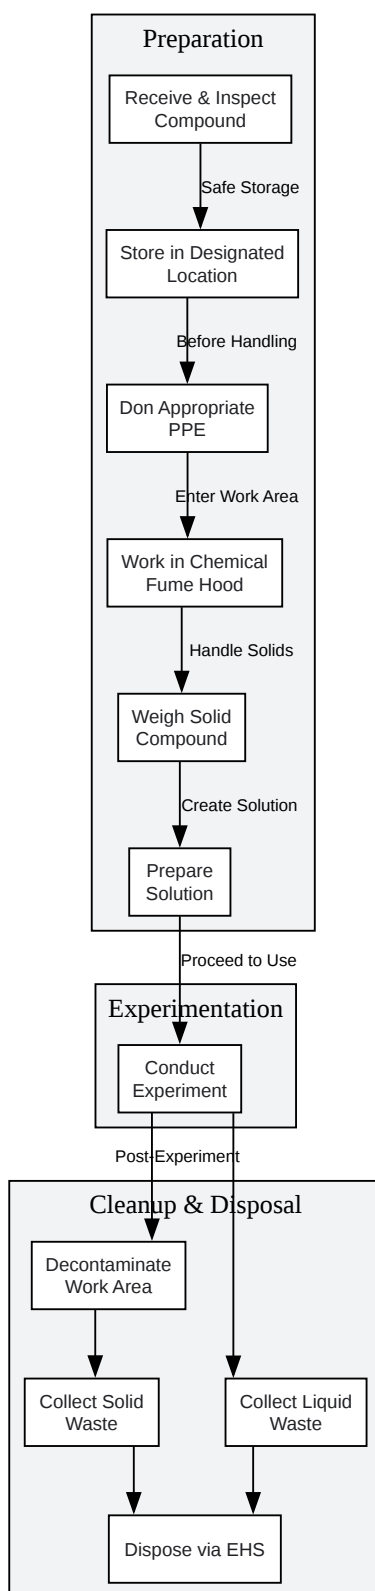 Preparation
Receive & Inspect
Compound
Safe Storage
Store in Designated
Location
Before Handling
Don Appropriate
PPE
Enter Work Area
Work in Chemical
Fume Hood
Handle Solids
Weigh Solid
Compound
Create Solution
Prepare
Solution
Proceed to Use
Experimentation
Conduct
Experiment
Post-Experiment
Cleanup & Disposal
Decontaminate
Work Area
Collect Solid
Waste
Collect Liquid
Waste
Dispose via EHS